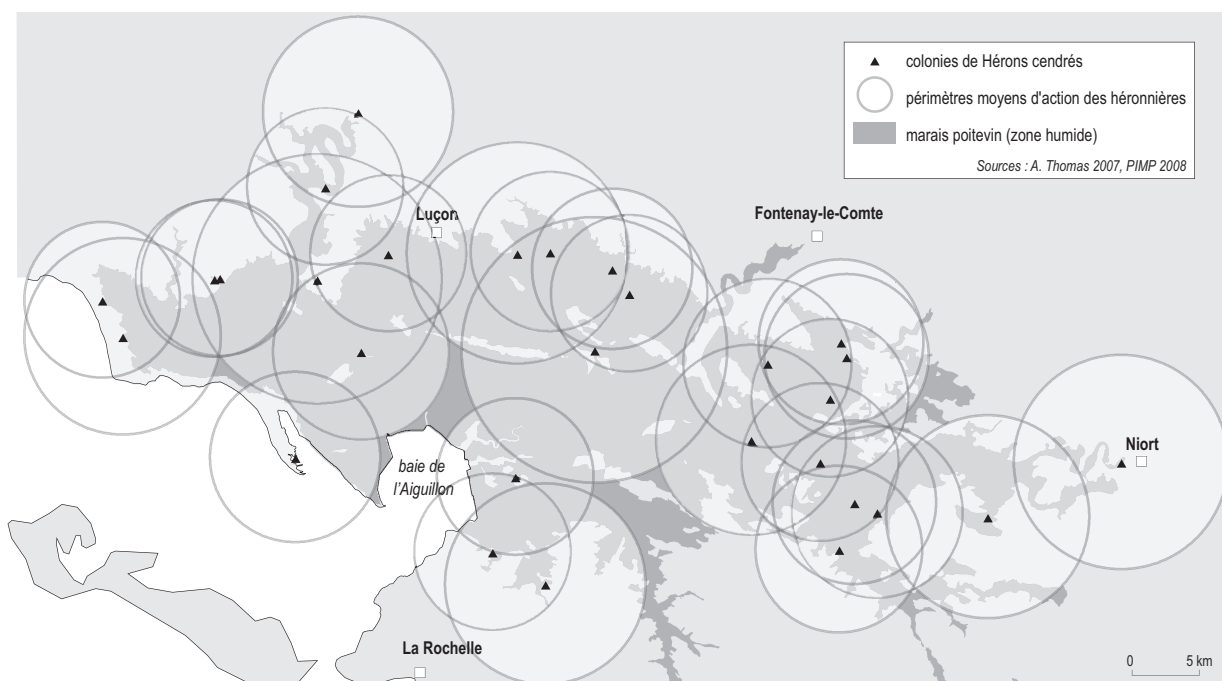 colonies de Hérons cendrés
périmètres moyens d'action des héronnières
marais poitevin (zone humide)
Sources : A. Thomas 2007, PIMP 2008
Luçon
Fontenay-le-Comte
Niort
baie de
l'Aiguillon
La Rochelle
0 5 km